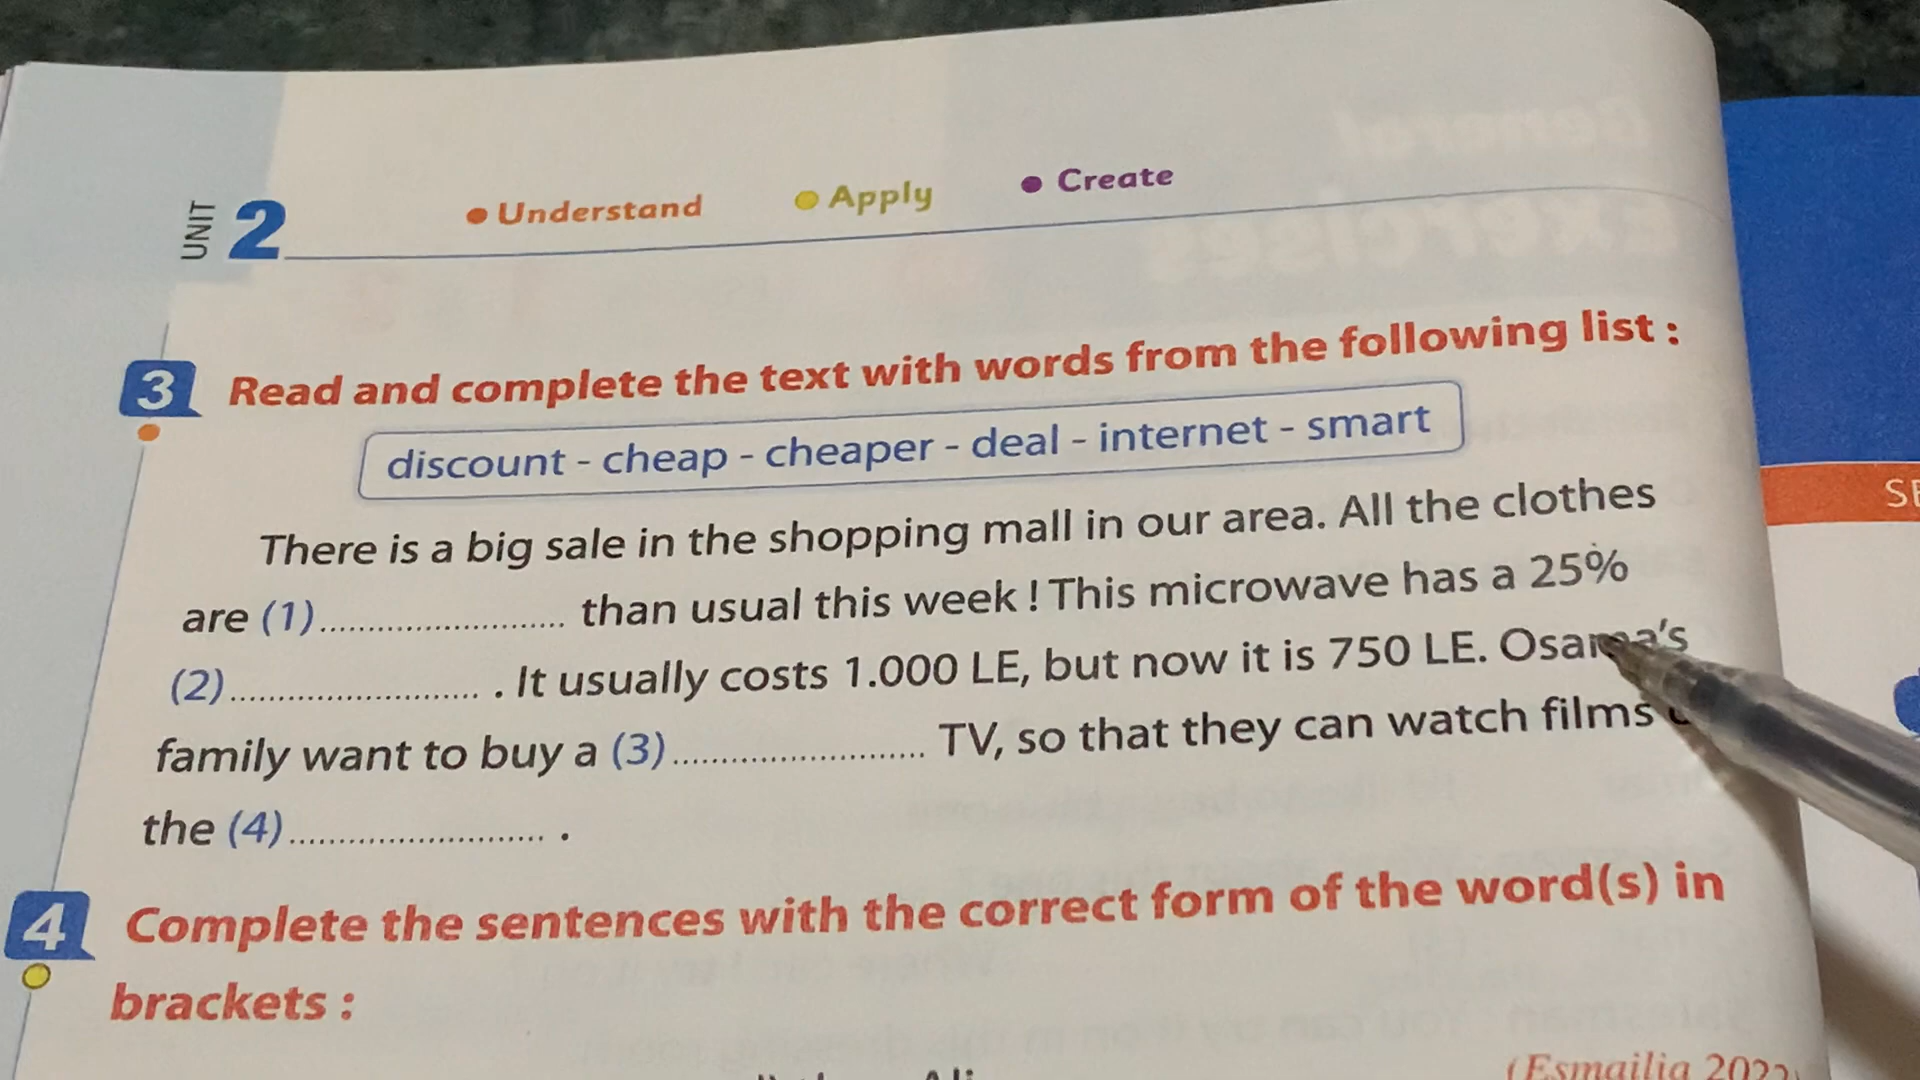 UNIT 2
Understand Apply Create
3 Read and complete the text with words from the following list :
discount - cheap - cheaper - deal - internet - smart
There is a big sale in the shopping mall in our area. All the clothes
are (1)......................... than usual this week ! This microwave has a 25%
(2)......................... . It usually costs 1.000 LE, but now it is 750 LE. Osama's
family want to buy a (3)......................... TV, so that they can watch films
the (4)......................... .
4 Complete the sentences with the correct form of the word(s) in
brackets :
(Esmailia 2022)